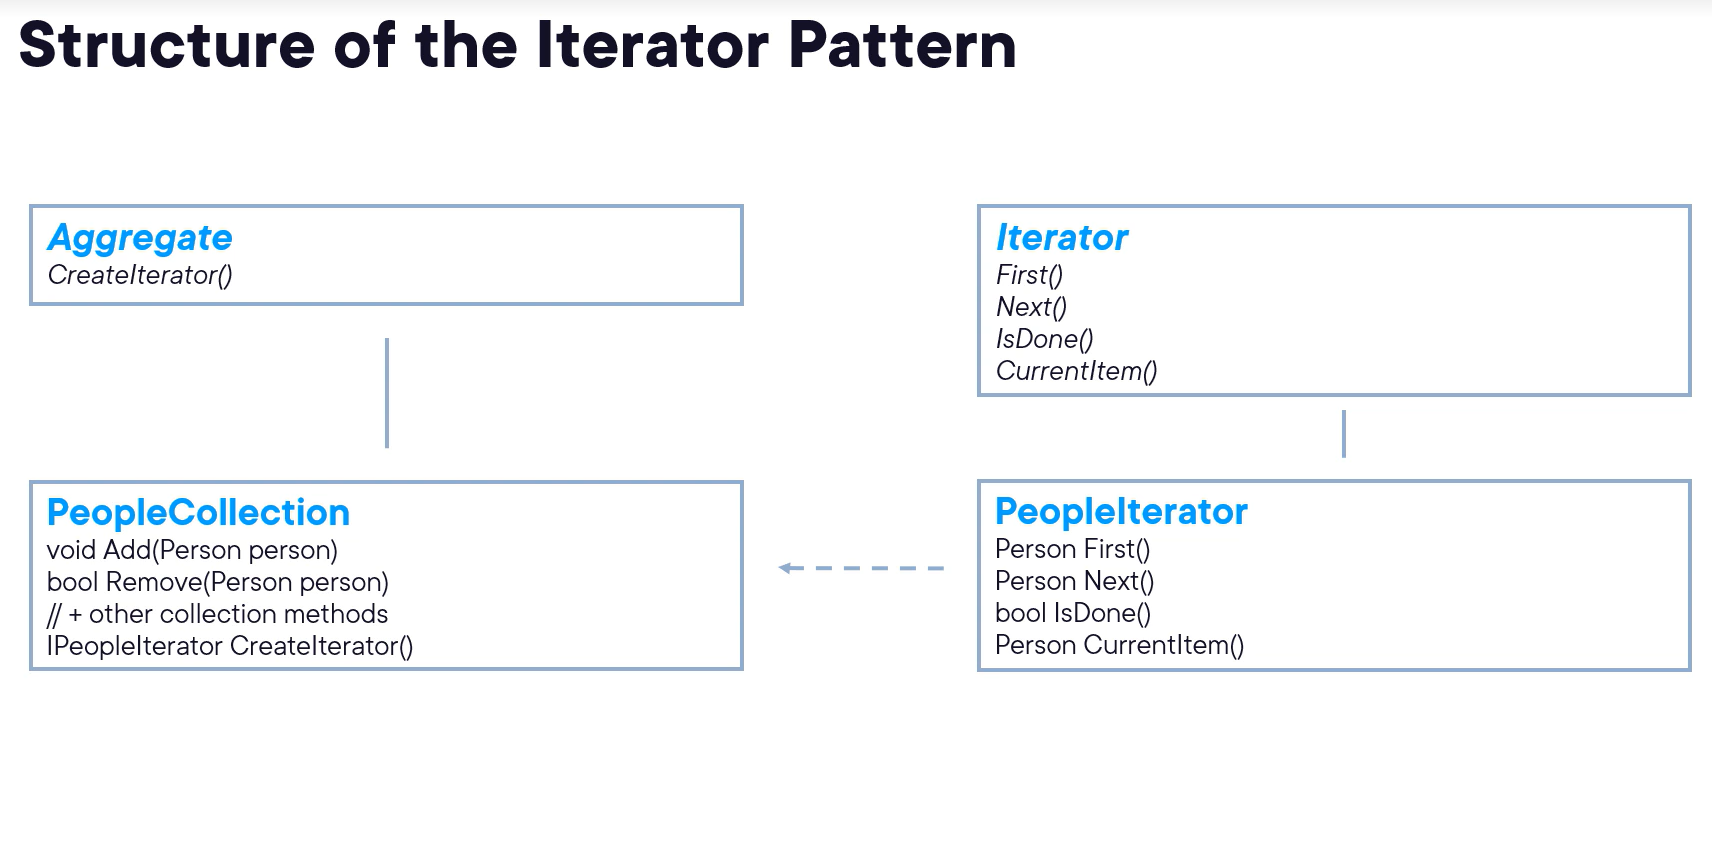 Structure of the Iterator Pattern
Aggregate
CreateIterator()
Iterator
First()
Next()
IsDone()
CurrentItem()
PeopleCollection
void Add(Person person)
bool Remove(Person person)
// + other collection methods
IPeopleIterator CreateIterator()
PeopleIterator
Person First()
Person Next()
bool IsDone()
Person CurrentItem()